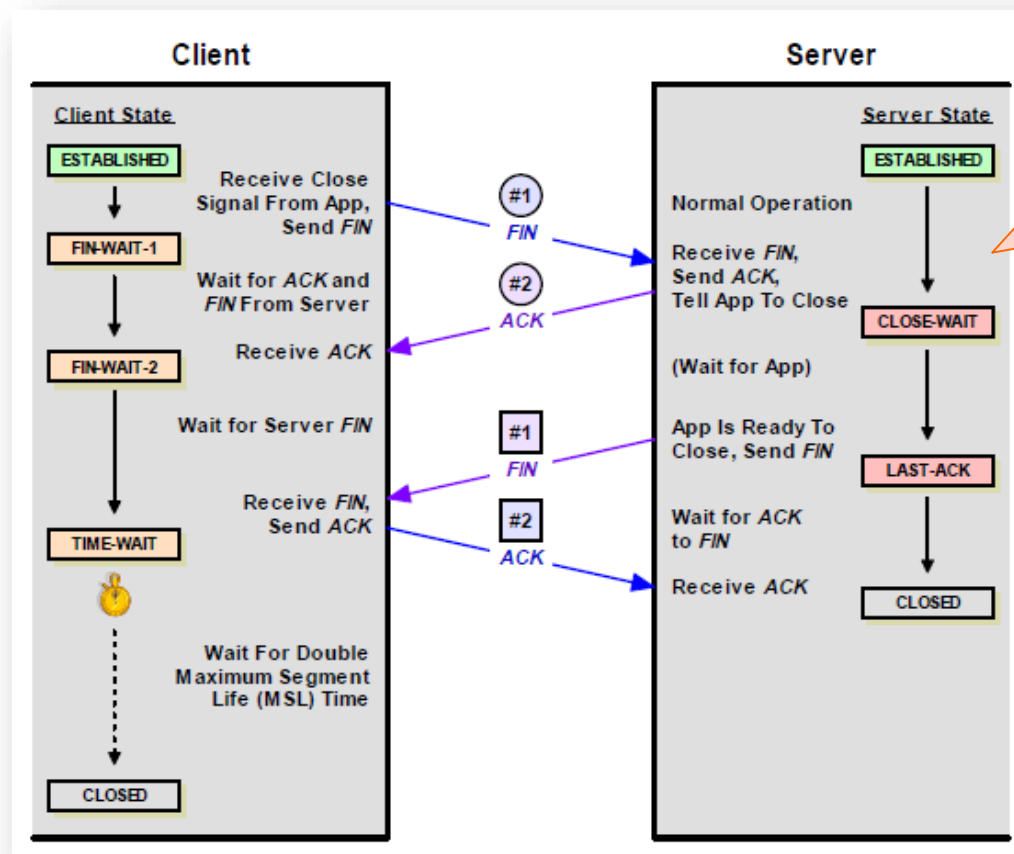 Client
Server
Client State
Server State
ESTABLISHED
ESTABLISHED
Receive Close
Signal From App,
Send FIN
#1
FIN
Normal Operation
FIN-WAIT-1
Receive FIN,
Send ACK,
Tell App To Close
Wait for ACK and
FIN From Server
#2
ACK
CLOSE-WAIT
Receive ACK
FIN-WAIT-2
(Wait for App)
Wait for Server FIN
#1
FIN
App Is Ready To
Close, Send FIN
LAST-ACK
Receive FIN,
Send ACK
#2
ACK
Wait for ACK
to FIN
TIME-WAIT
Receive ACK
CLOSED
Wait For Double
Maximum Segment
Life (MSL) Time
CLOSED